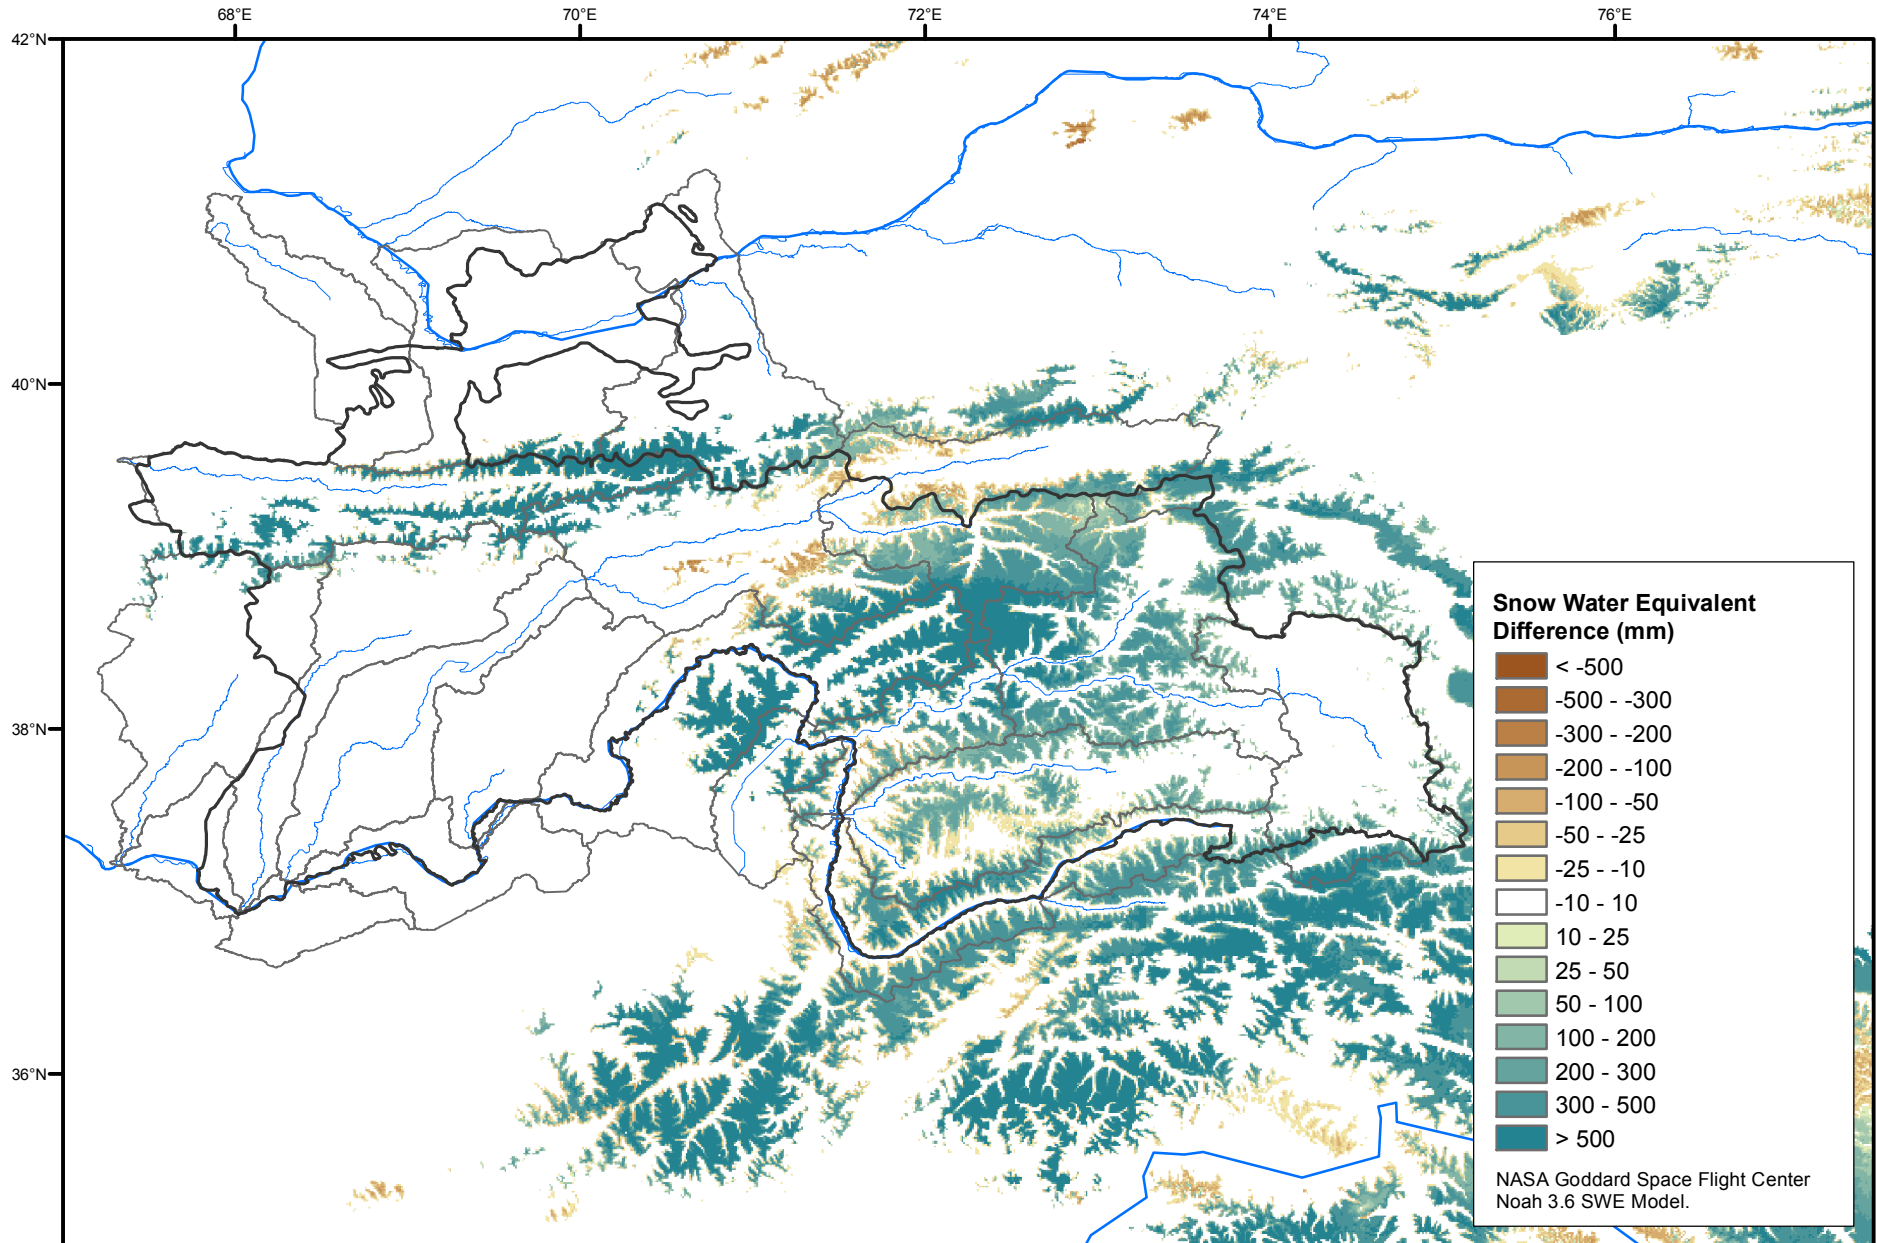 68°E
70°E
72°E
74°E
76°E
42°N
40°N
38°N
36°N
Snow Water Equivalent
Difference (mm)
< -500
-500 - -300
-300 - -200
-200 - -100
-100 - -50
-50 - -25
-25 - -10
-10 - 10
10 - 25
25 - 50
50 - 100
100 - 200
200 - 300
300 - 500
> 500
NASA Goddard Space Flight Center
Noah 3.6 SWE Model.